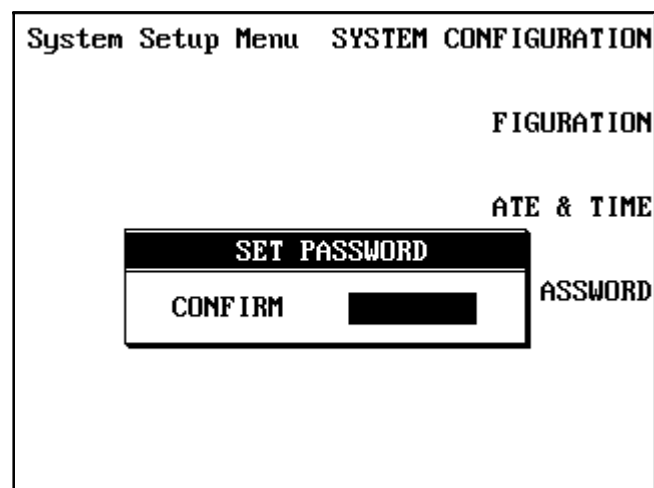 System Setup Menu SYSTEM CONFIGURATION
FIGURATION
ATE & TIME
SET PASSWORD
ASSWORD
CONFIRM